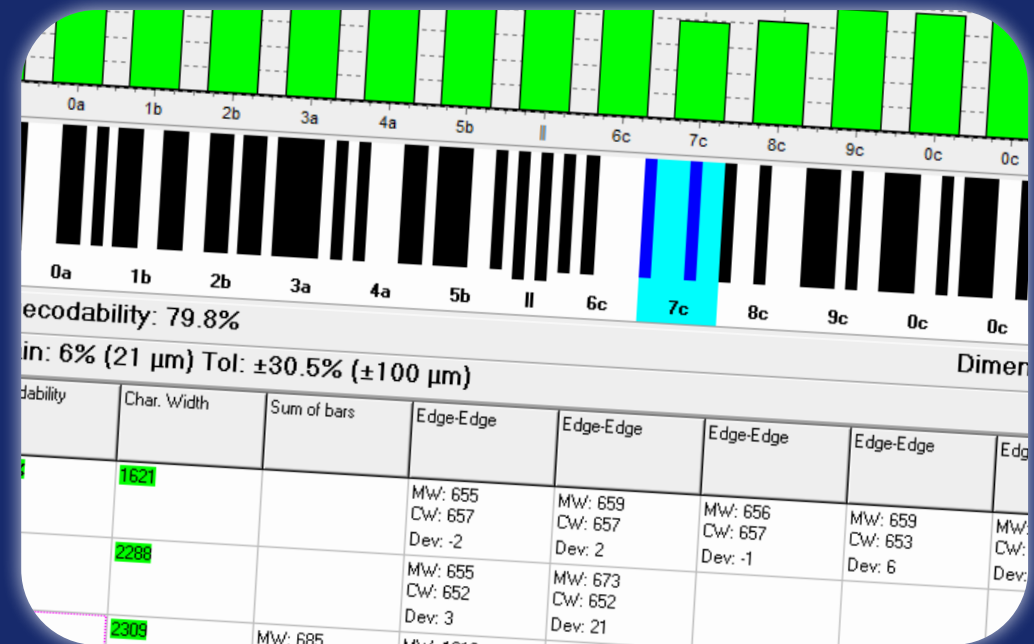 0a 1b 2b 3a 4a 5b || 6c 7c 8c 9c 0c 0c
0a 1b 2b 3a 4a 5b || 6c 7c 8c 9c 0c 0c
ecodability: 79.8%
Dimen
in: 6% (21 µm) Tol: ±30.5% (±100 µm)
dability Char. Width Sum of bars Edge-Edge Edge-Edge Edge-Edge Edge-Edge Edg
1621 MW: 655 MW: 659 MW: 656 MW: 659 MW:
CW: 657 CW: 657 CW: 657 CW: 653 CW:
Dev: -2 Dev: 2 Dev: -1 Dev: 6 Dev:
2288 MW: 655 MW: 673
CW: 652 CW: 652
Dev: 3 Dev: 21
2309 MW: 685